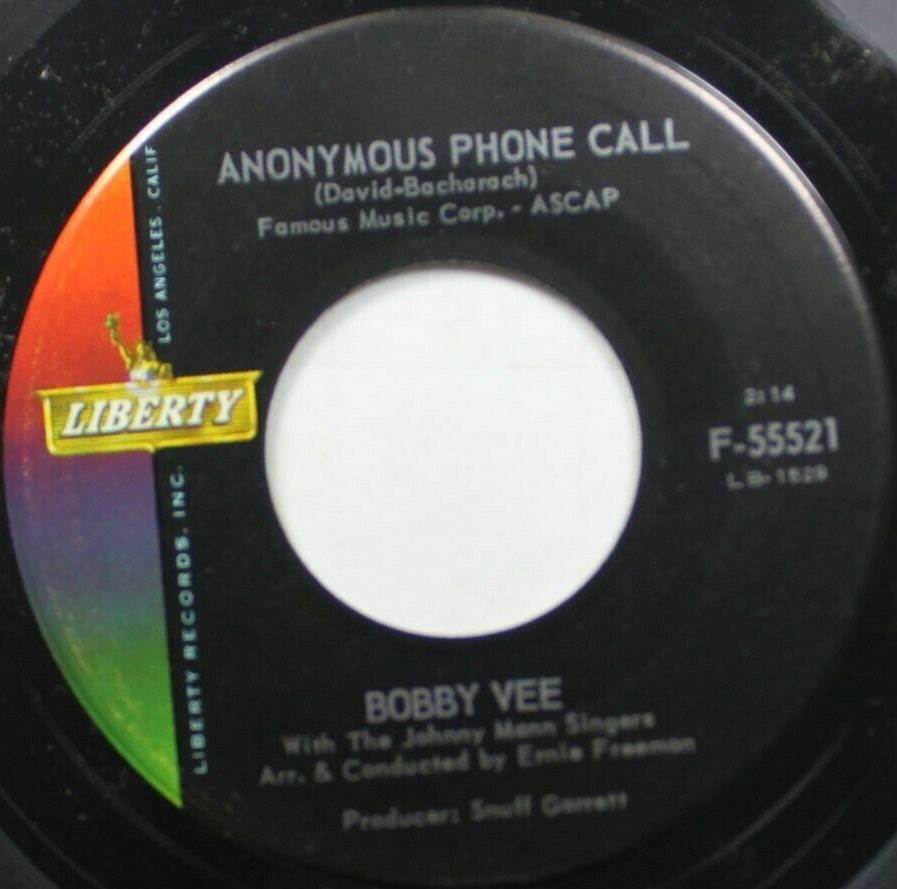 ANONYMOUS PHONE CALL
(David-Bacharach)
Famous Music Corp. - ASCAP
LOS ANGELES. CALIF
LIBERTY
LIBERTY RECORDS, INC.
2:14
F-55521
LB-1529
BOBBY VEE
With The Johnny Mann Singers
Arr. & Conducted by Ernie Freeman
Producer: Snuff Garrett